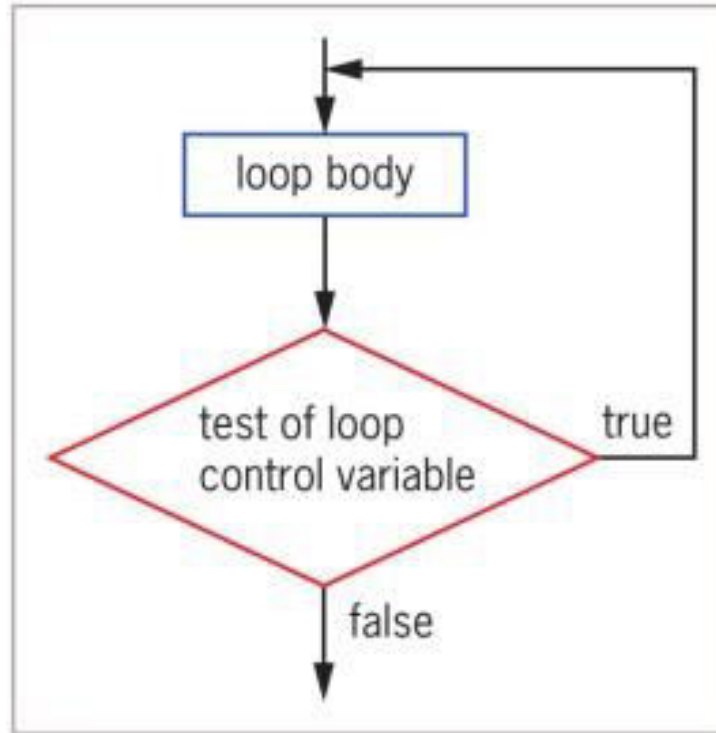 loop body
test of loop
control variable
true
false